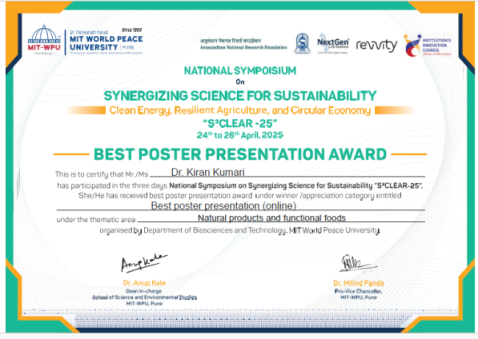 Dr. Vishwanath Karad
MIT WORLD PEACE
UNIVERSITY | PUNE
MIT-WPU
अनुसंधान नेशनल रिसर्च फाउंडेशन
Anusandhan National Research Foundation
NextGen
revvity
INSTITUTION'S
INNOVATION
COUNCIL
NATIONAL SYMPOISIUM
On
SYNERGIZING SCIENCE FOR SUSTAINABILITY
Clean Energy, Resilient Agriculture, and Circular Economy
"S³CLEAR -25"
24th to 26th April, 2025
BEST POSTER PRESENTATION AWARD
This is to certify that Mr./Ms. Dr. Kiran Kumari
has participated in the three days National Symposium on Synergizing Science for Sustainability "S³CLEAR-25".
She/He has received best poster presentation award under winner /appreciation category entitled
Best poster presentation (online)
under the thematic area Natural products and functional foods
organised by Department of Biosciences and Technology, MIT World Peace University.
Dr. Anup Kale
Dean In-charge
School of Science and Environmental Studies
MIT-WPU, Pune
Dr. Milind Pande
Pro-Vice Chancellor,
MIT-WPU, Pune